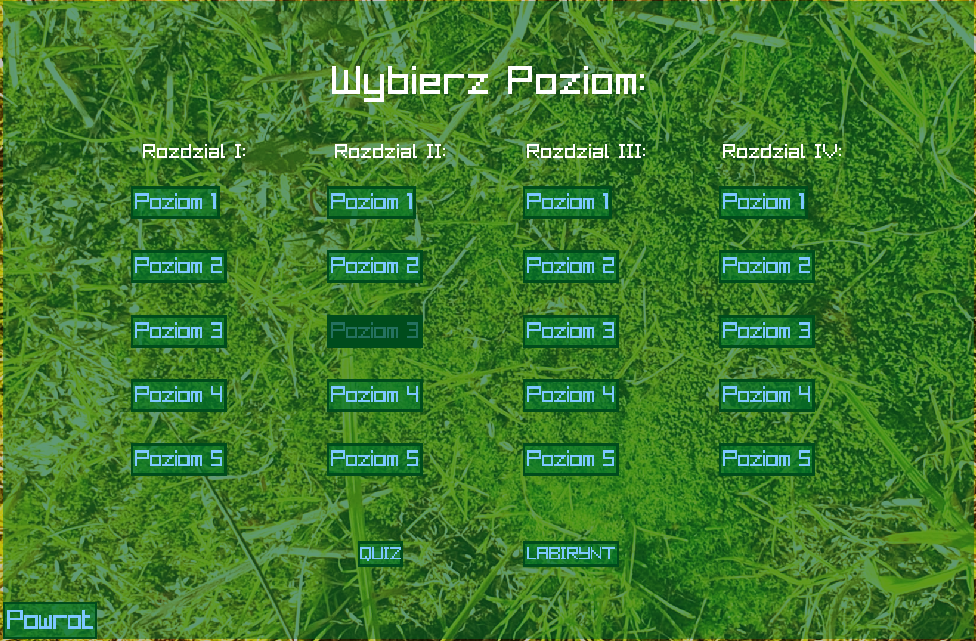 Wybierz Poziom:
Rozdzial I: Rozdzial II: Rozdzial III: Rozdzial IV:
Poziom 1 Poziom 1 Poziom 1 Poziom 1
Poziom 2 Poziom 2 Poziom 2 Poziom 2
Poziom 3 Poziom 3 Poziom 3 Poziom 3
Poziom 4 Poziom 4 Poziom 4 Poziom 4
Poziom 5 Poziom 5 Poziom 5 Poziom 5
QUIZ LABIRYNT
Powrot